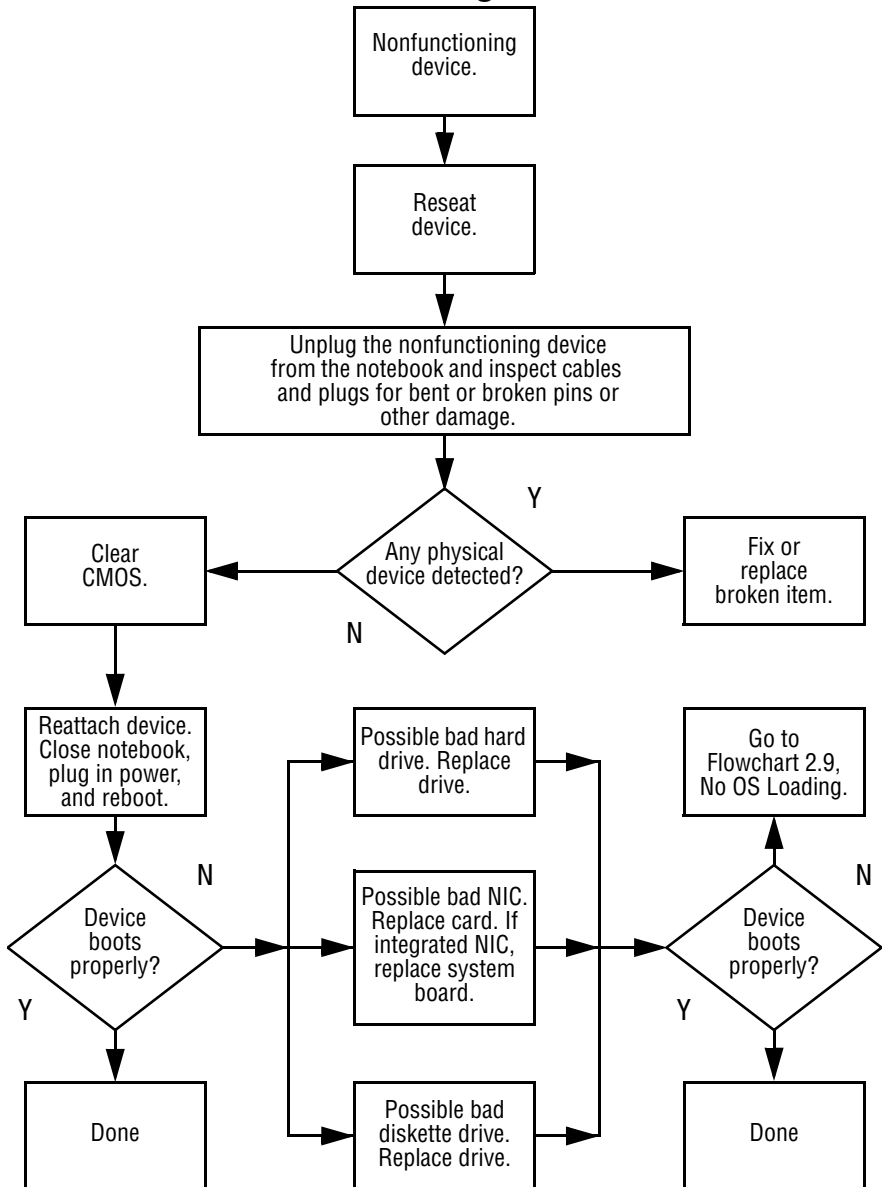 Nonfunctioning
device.
Reseat
device.
Unplug the nonfunctioning device
from the notebook and inspect cables
and plugs for bent or broken pins or
other damage.
Y
Clear
CMOS.
Any physical
device detected?
Fix or
replace
broken item.
N
Reattach device.
Close notebook,
plug in power,
and reboot.
Possible bad hard
drive. Replace
drive.
Go to
Flowchart 2.9,
No OS Loading.
N
N
Device
boots
properly?
Possible bad NIC.
Replace card. If
integrated NIC,
replace system
board.
Device
boots
properly?
Y
Y
Done
Possible bad
diskette drive.
Replace drive.
Done